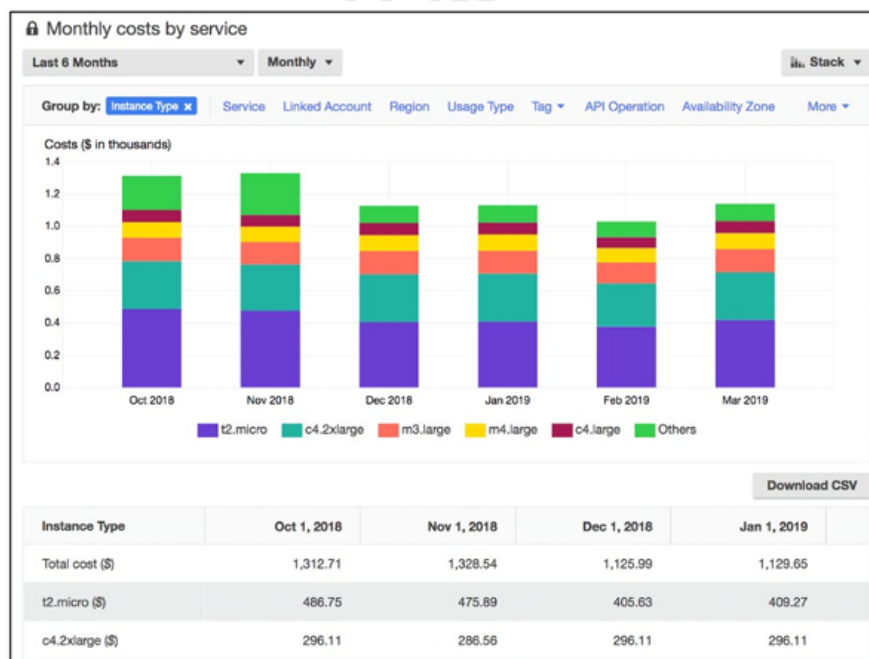 Monthly costs by service
Last 6 Months Monthly Stack
Group by: Instance Type × Service Linked Account Region Usage Type Tag API Operation Availability Zone More
Costs ($ in thousands)
1.4
1.2
1.0
0.8
0.6
0.4
0.2
0.0
Oct 2018 Nov 2018 Dec 2018 Jan 2019 Feb 2019 Mar 2019
t2.micro c4.2xlarge m3.large m4.large c4.large Others
Download CSV
Instance Type Oct 1, 2018 Nov 1, 2018 Dec 1, 2018 Jan 1, 2019
Total cost ($) 1,312.71 1,328.54 1,125.99 1,129.65
t2.micro ($) 486.75 475.89 405.63 409.27
c4.2xlarge ($) 296.11 286.56 296.11 296.11